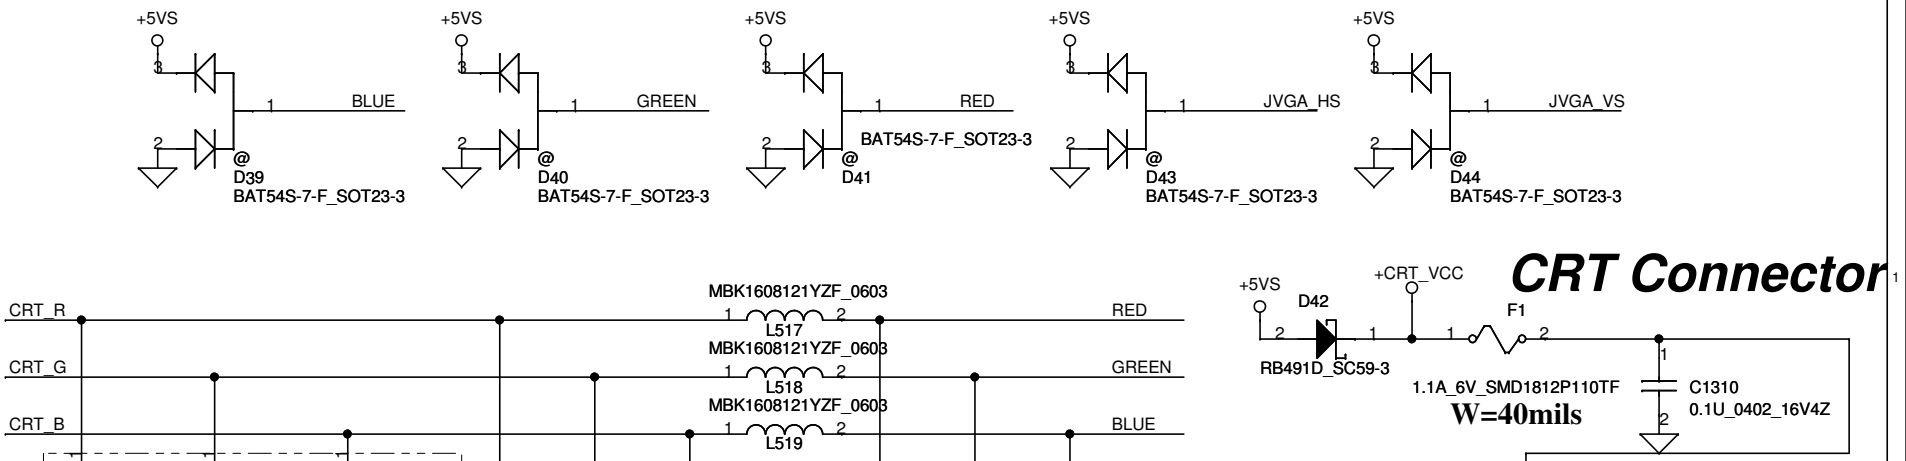 +5VS +5VS +5VS +5VS +5VS
3 3 3 3 3
1 BLUE 1 GREEN 1 RED 1 JVGA_HS 1 JVGA_VS
2 2 2 BAT54S-7-F_SOT23-3 2 2
@ @ @ @ @
D39 D40 D41 D43 D44
BAT54S-7-F_SOT23-3 BAT54S-7-F_SOT23-3 BAT54S-7-F_SOT23-3 BAT54S-7-F_SOT23-3
CRT Connector 1
+CRT_VCC
+5VS
D42
MBK1608121YZF_0603
CRT_R 1 2 RED
L517
F1
2 1 1 2
MBK1608121YZF_0603
1
CRT_G 1 2 GREEN
RB491D_SC59-3
L518
1.1A_6V_SMD1812P110TF C1310
MBK1608121YZF_0603
W=40mils 0.1U_0402_16V4Z
2
CRT_B 1 2 BLUE
L519